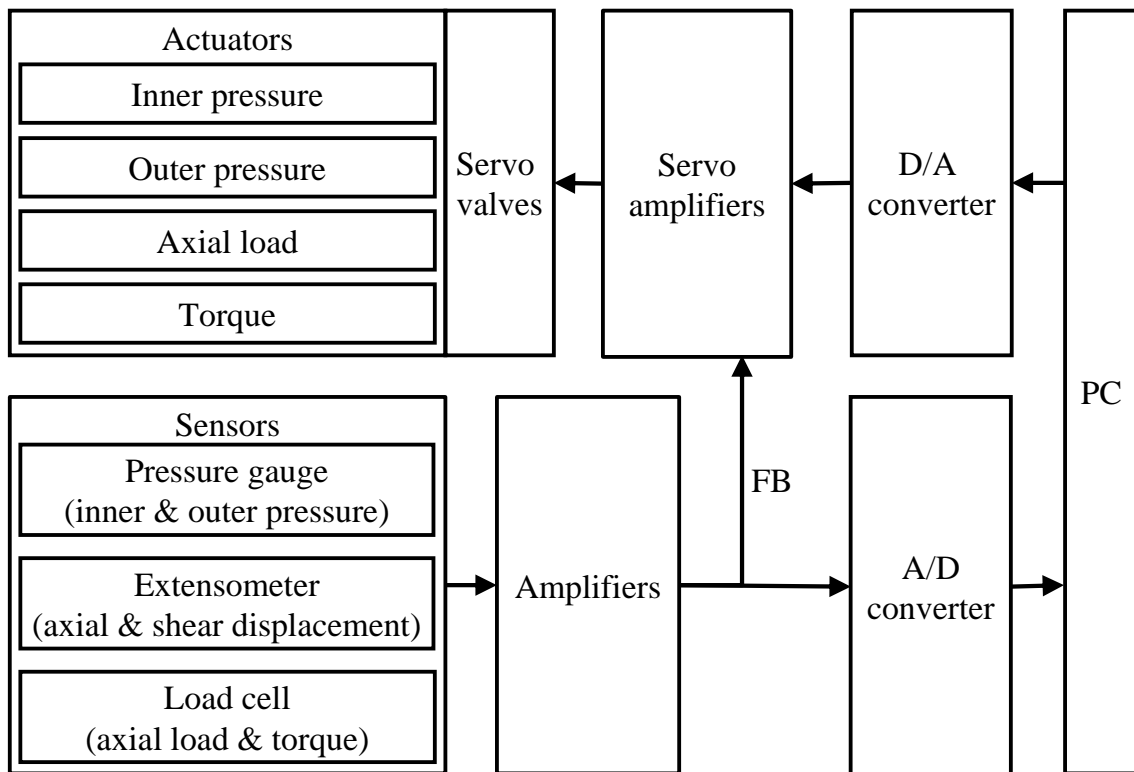 Actuators
Inner pressure
Outer pressure
Axial load
Torque
Servo
valves
Servo
amplifiers
D/A
converter
PC
Sensors
Pressure gauge
(inner & outer pressure)
Extensometer
(axial & shear displacement)
Load cell
(axial load & torque)
Amplifiers
FB
A/D
converter